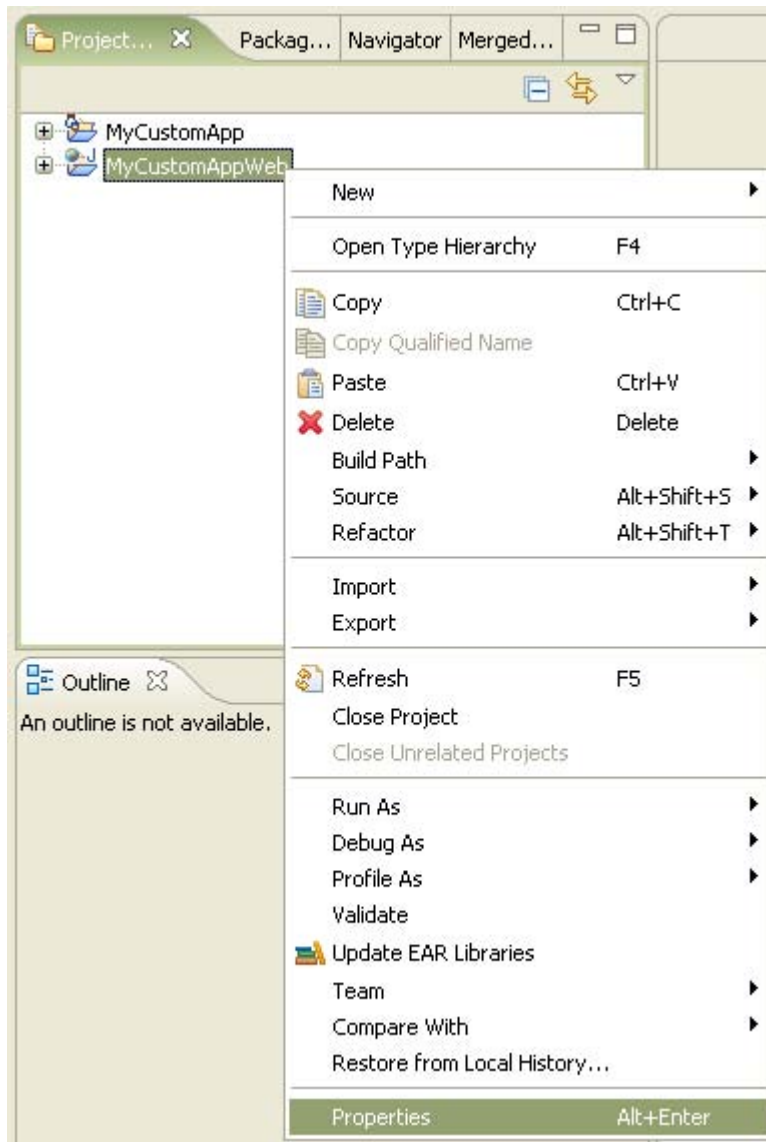 Project... Packag... Navigator Merged...
MyCustomApp
MyCustomAppWeb
New
Open Type Hierarchy F4
Copy Ctrl+C
Copy Qualified Name
Paste Ctrl+V
Delete Delete
Build Path
Source Alt+Shift+S
Refactor Alt+Shift+T
Import
Export
Outline
An outline is not available.
Refresh F5
Close Project
Close Unrelated Projects
Run As
Debug As
Profile As
Validate
Update EAR Libraries
Team
Compare With
Restore from Local History...
Properties Alt+Enter